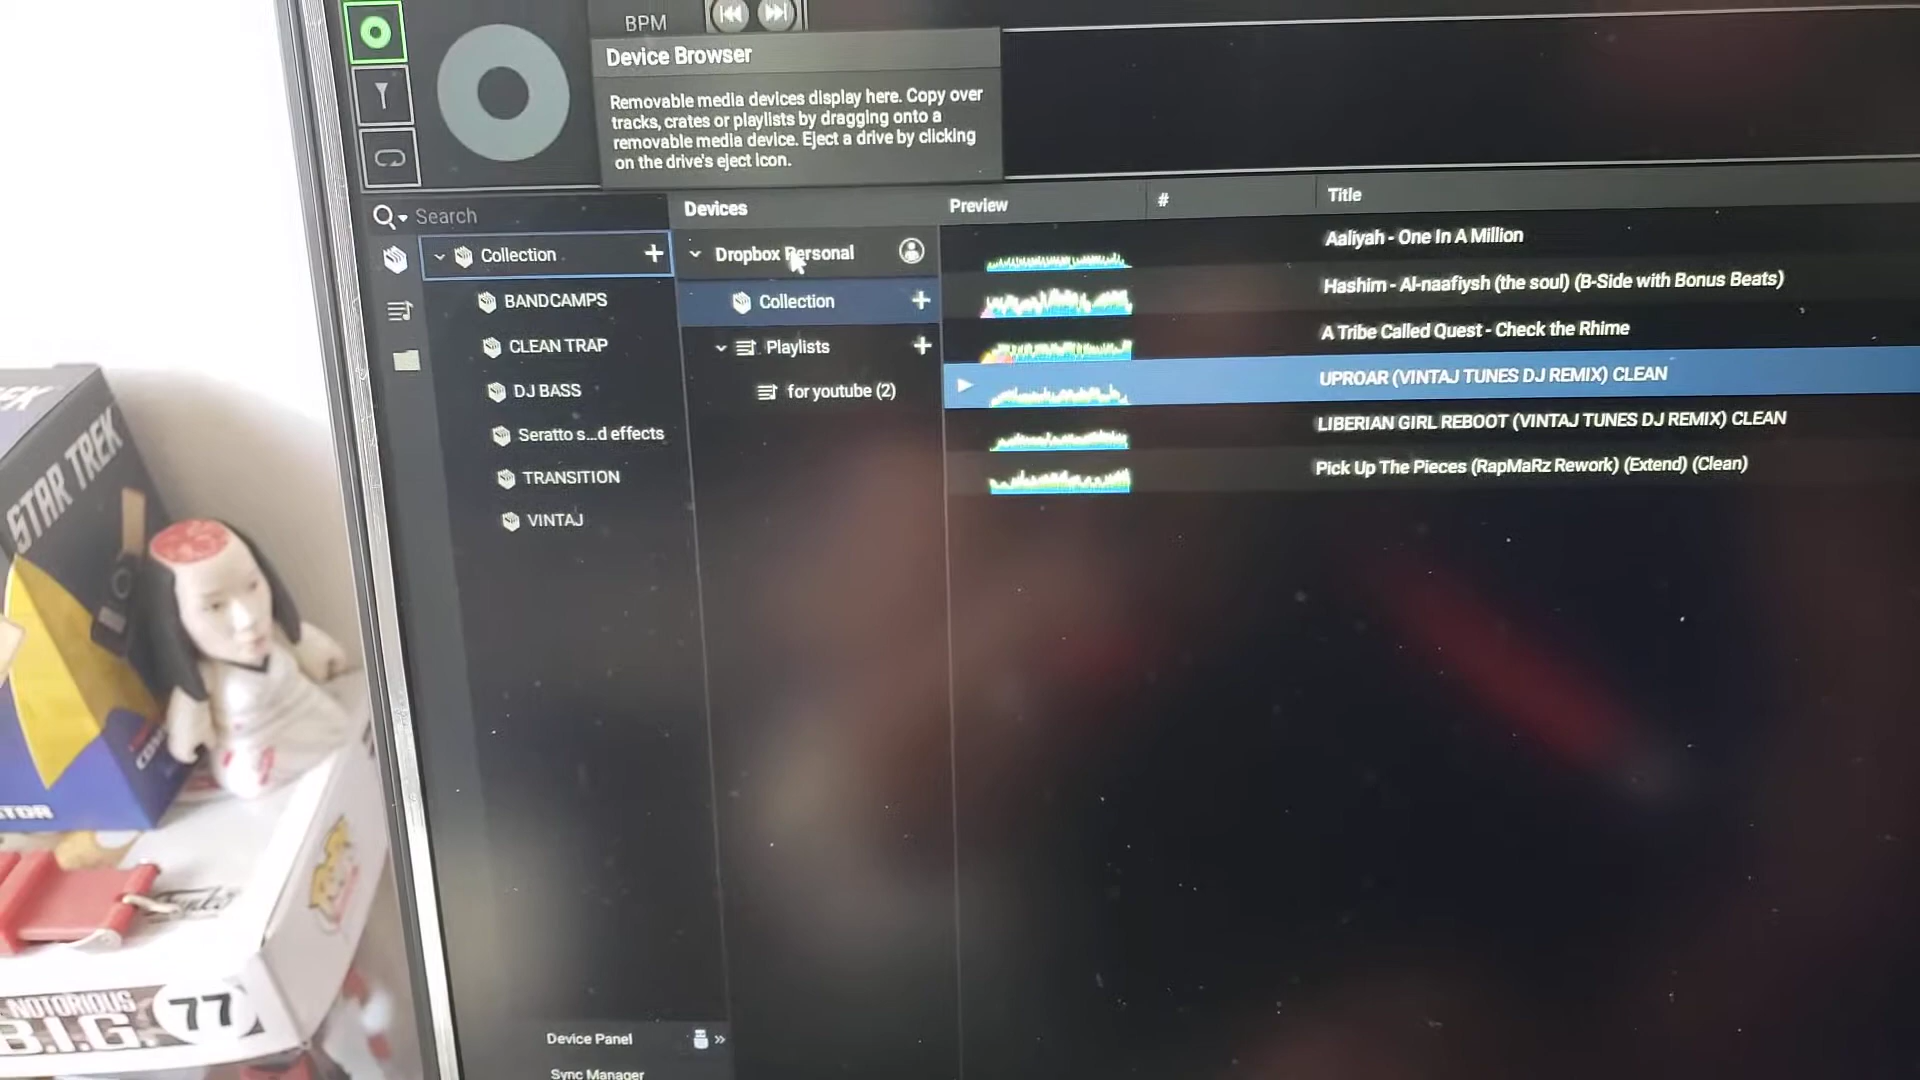 BPM
Device Browser
Removable media devices display here. Copy over
tracks, crates or playlists by dragging onto a
removable media device. Eject a drive by clicking
on the drive's eject icon.
Search
Devices
Preview
#
Title
Collection
BANDCAMPS
CLEAN TRAP
DJ BASS
Seratto s...d effects
TRANSITION
VINTAJ
Dropbox Personal
Collection
Playlists
for youtube (2)
Aaliyah - One In A Million
Hashim - Al-naafiysh (the soul) (B-Side with Bonus Beats)
A Tribe Called Quest - Check the Rhime
UPROAR (VINTAJ TUNES DJ REMIX) CLEAN
LIBERIAN GIRL REBOOT (VINTAJ TUNES DJ REMIX) CLEAN
Pick Up The Pieces (RapMaRz Rework) (Extend) (Clean)
Device Panel
Sync Manager
STAR TREK
Funko
NOTORIOUS
B.I.G.
77